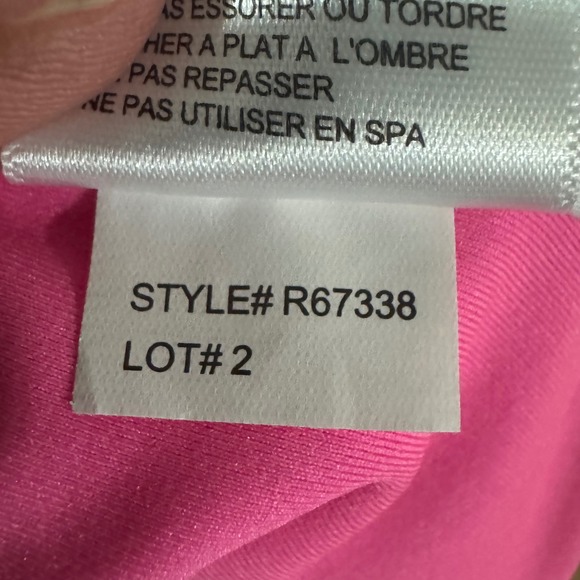 ESSORER OU TORDRE
A PLAT A L'OMBRE
PAS REPASSER
NE PAS UTILISER EN SPA
STYLE# R67338
LOT# 2